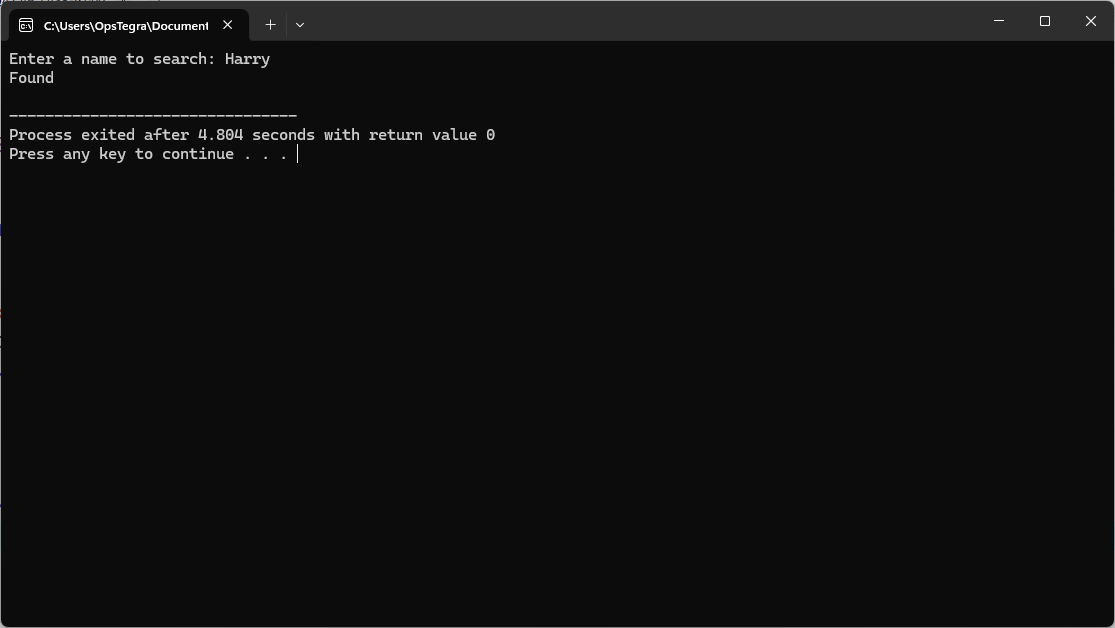 C:\Users\OpsTegra\Document
Enter a name to search: Harry
Found
--------------------------------
Process exited after 4.804 seconds with return value 0
Press any key to continue . . .